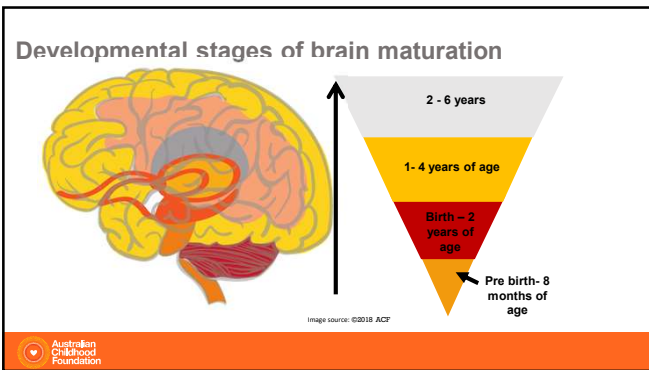 Developmental stages of brain maturation
2 - 6 years
1- 4 years of age
Birth – 2
years of
age
Pre birth- 8
months of
age
Image source: ©2018 ACF
Australian
Childhood
Foundation